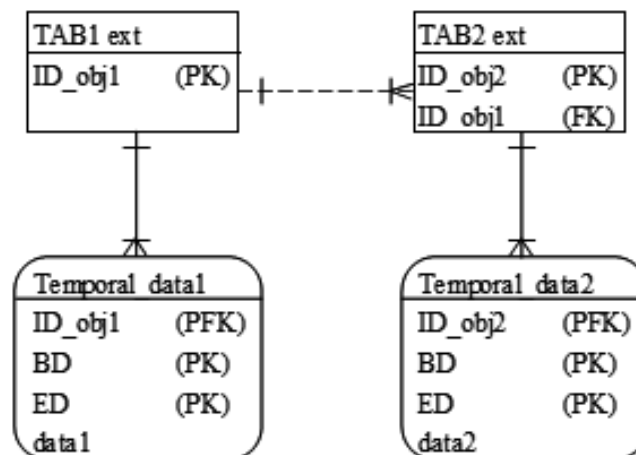 TAB1 ext
ID_obj1 (PK)
TAB2 ext
ID_obj2 (PK)
ID_obj1 (FK)
Temporal_data1
ID_obj1 (PFK)
BD (PK)
ED (PK)
data1
Temporal_data2
ID_obj2 (PFK)
BD (PK)
ED (PK)
data2